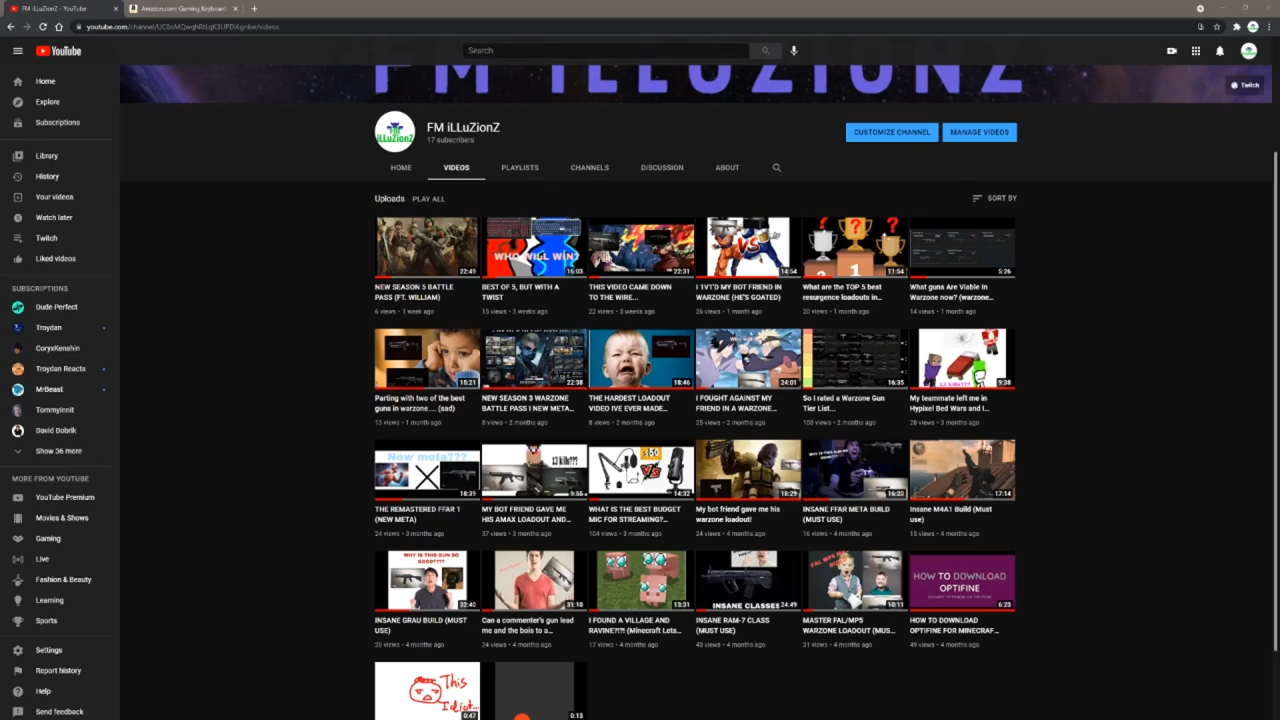 FM iLLuZionZ - YouTube
Amazon.com: Gaming Keyboard
YouTube
Search
FM ILLUZIONZ
Twitch
Home
Explore
Subscriptions
Library
History
Your videos
Watch later
Twitch
Liked videos
SUBSCRIPTIONS
Dude Perfect
Troydan
CoryxKenshin
Troydan Reacts
MrBeast
TommyInnit
David Dobrik
Show 36 more
MORE FROM YOUTUBE
YouTube Premium
Movies & Shows
Gaming
Live
Fashion & Beauty
Learning
Sports
Settings
Report history
Help
Send feedback
FM iLLuZionZ
17 subscribers
CUSTOMIZE CHANNEL
MANAGE VIDEOS
HOME
VIDEOS
PLAYLISTS
CHANNELS
DISCUSSION
ABOUT
Uploads
PLAY ALL
SORT BY
22:49
NEW SEASON 5 BATTLE
PASS (FT. WILLIAM)
6 views • 1 week ago
WHO WILL WIN?
16:03
BEST OF 5, BUT WITH A
TWIST
15 views • 3 weeks ago
22:31
THIS VIDEO CAME DOWN
TO THE WIRE...
22 views • 3 weeks ago
VS
14:54
I 1V1'D MY BOT FRIEND IN
WARZONE (HE'S GOATED)
26 views • 1 month ago
? ? ?
2 1 3
11:54
What are the TOP 5 best
resurgence loadouts in...
20 views • 1 month ago
5:26
What guns Are Viable In
Warzone now? (warzone...
14 views • 1 month ago
15:21
Parting with two of the best
guns in warzone.... (sad)
13 views • 1 month ago
22:38
NEW SEASON 3 WARZONE
BATTLE PASS I NEW META...
8 views • 2 months ago
18:46
THE HARDEST LOADOUT
VIDEO IVE EVER MADE...
8 views • 2 months ago
24:01
I FOUGHT AGAINST MY
FRIEND IN A WARZONE...
25 views • 2 months ago
16:35
So I rated a Warzone Gun
Tier List...
108 views • 2 months ago
9:38
My teammate left me in
Hypixel Bed Wars and I...
28 views • 3 months ago
New meta???
18:39
THE REMASTERED FFAR 1
(NEW META)
24 views • 3 months ago
13 kills???
9:56
MY BOT FRIEND GAVE ME
HIS AMAX LOADOUT AND...
37 views • 3 months ago
$50
VS
14:32
WHAT IS THE BEST BUDGET
MIC FOR STREAMING?...
104 views • 3 months ago
18:29
My bot friend gave me his
warzone loadout!
24 views • 4 months ago
16:20
INSANE FFAR META BUILD
(MUST USE)
16 views • 4 months ago
17:14
Insane M4A1 Build (Must
use)
15 views • 4 months ago
WHY IS THIS GUN SO
GOOD????
32:40
INSANE GRAU BUILD (MUST
USE)
31:10
Can a commenter's gun lead
me and the bois to a...
24 views • 4 months ago
13:31
I FOUND A VILLAGE AND
RAVINE?!?! (Minecraft Lets...
17 views • 4 months ago
INSANE CLASSES
24:49
INSANE RAM-7 CLASS
(MUST USE)
43 views • 4 months ago
10:11
MASTER FAL/MP5
WARZONE LOADOUT (MUS...
31 views • 4 months ago
HOW TO DOWNLOAD
OPTIFINE
6:23
HOW TO DOWNLOAD
OPTIFINE FOR MINECRAF...
49 views • 4 months ago
This
Idiot...
0:47
0:13